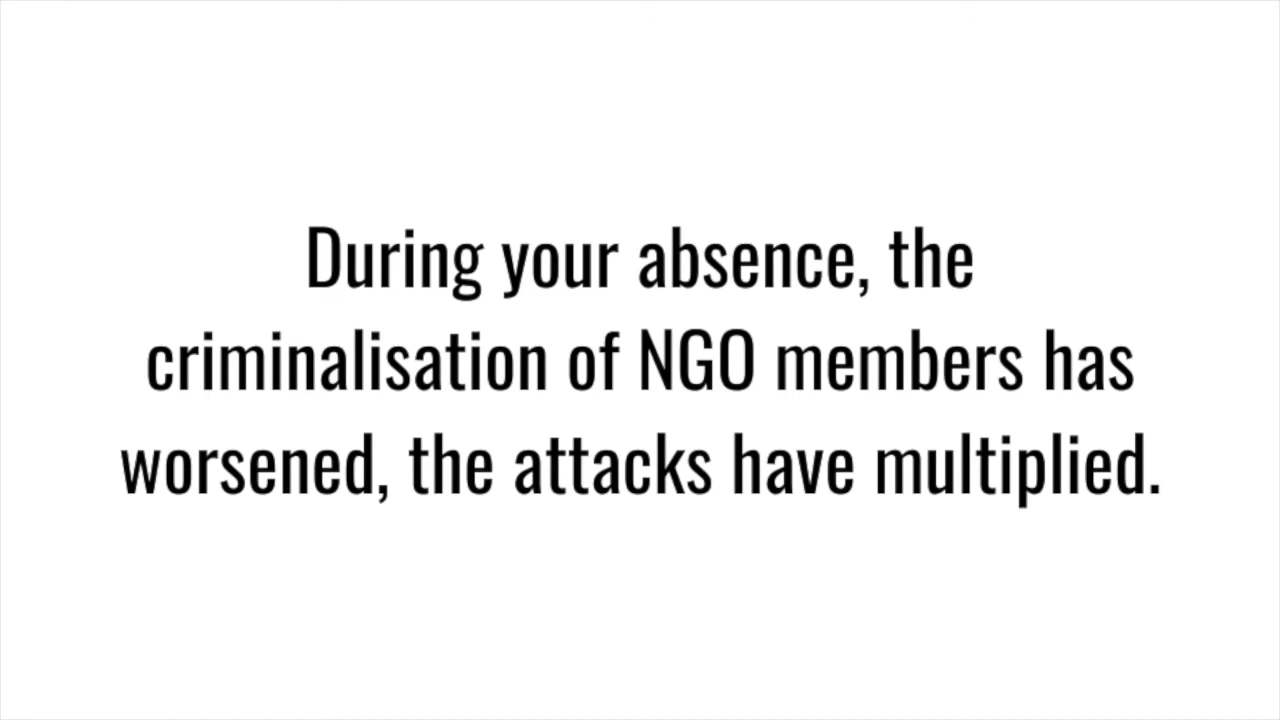 During your absence, the
criminalisation of NGO members has
worsened, the attacks have multiplied.